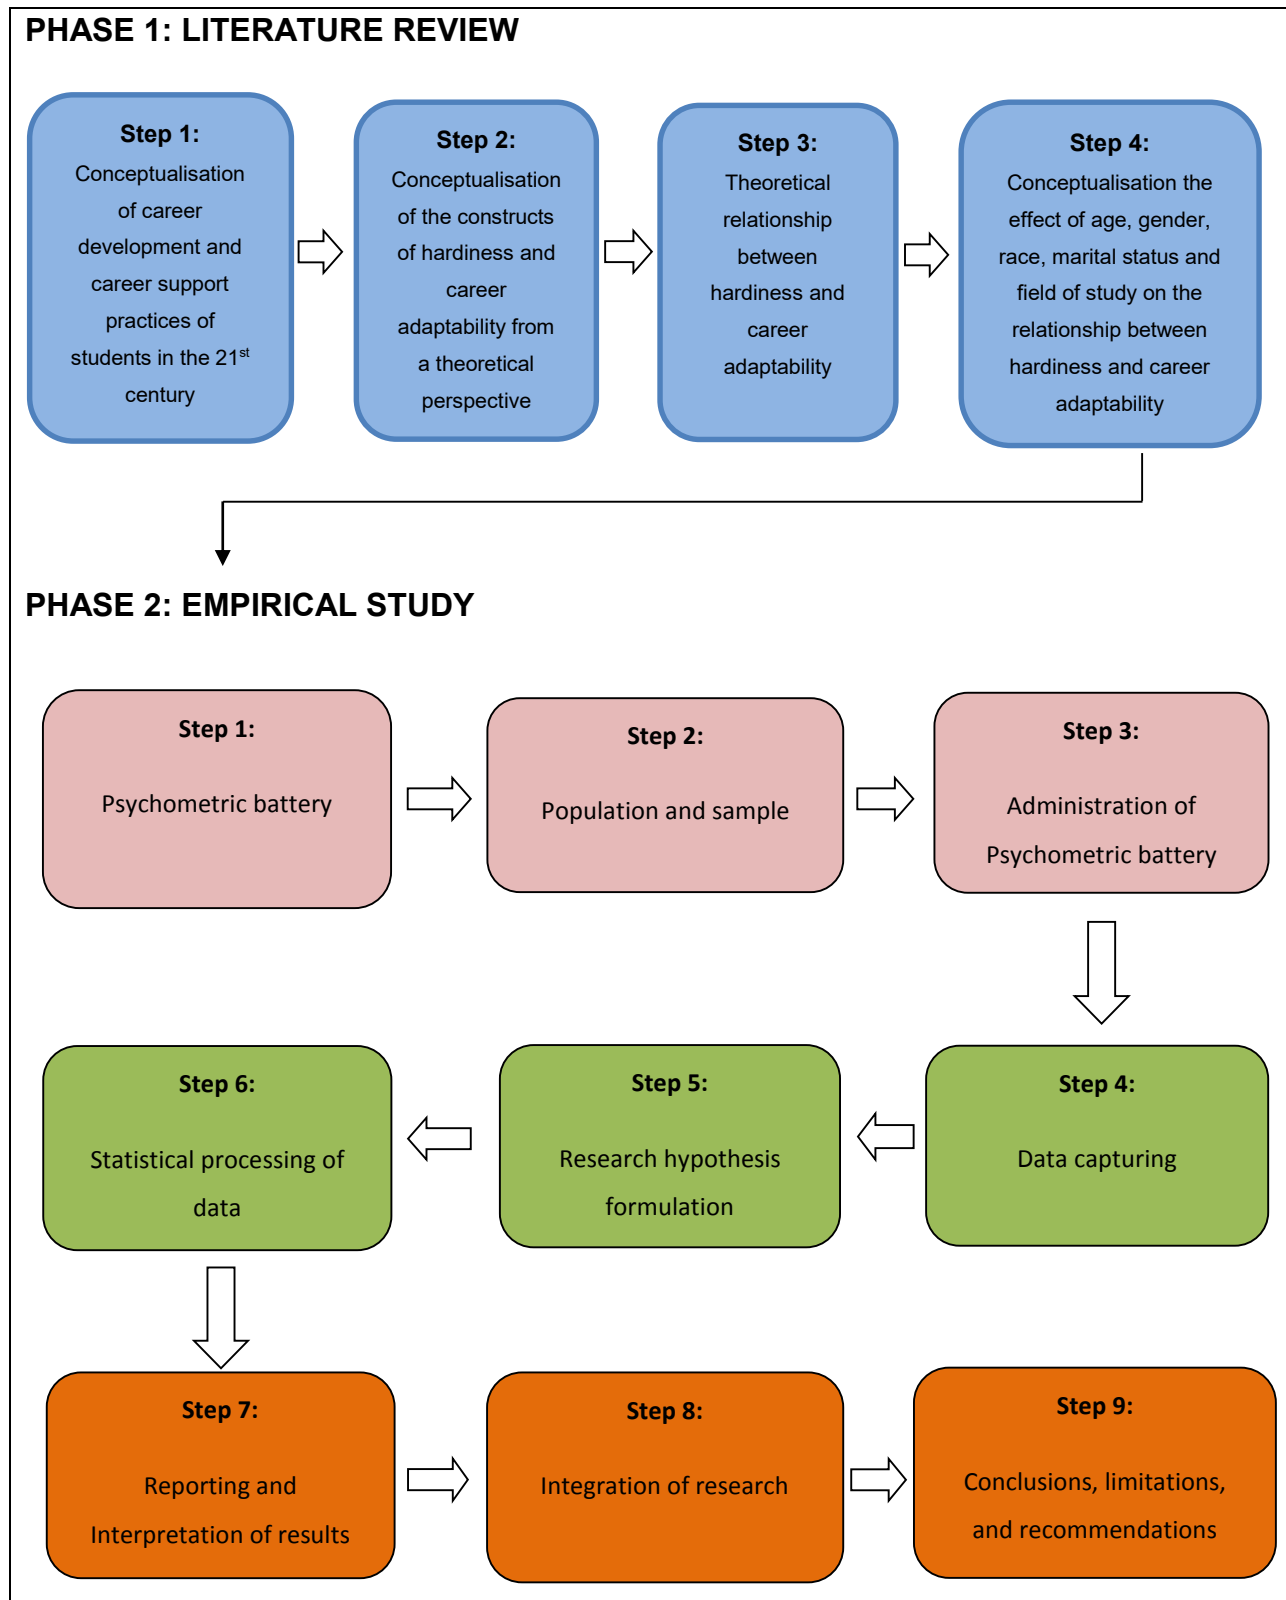 PHASE 1: LITERATURE REVIEW
Step 1:
Conceptualisation
of career
development and
career support
practices of
students in the 21st
century
Step 2:
Conceptualisation
of the constructs
of hardiness and
career
adaptability from
a theoretical
perspective
Step 3:
Theoretical
relationship
between
hardiness and
career
adaptability
Step 4:
Conceptualisation the
effect of age, gender,
race, marital status and
field of study on the
relationship between
hardiness and career
adaptability
PHASE 2: EMPIRICAL STUDY
Step 1:
Psychometric battery
Step 2:
Population and sample
Step 3:
Administration of
Psychometric battery
Step 4:
Data capturing
Step 5:
Research hypothesis
formulation
Step 6:
Statistical processing of
data
Step 7:
Reporting and
Interpretation of results
Step 8:
Integration of research
Step 9:
Conclusions, limitations,
and recommendations